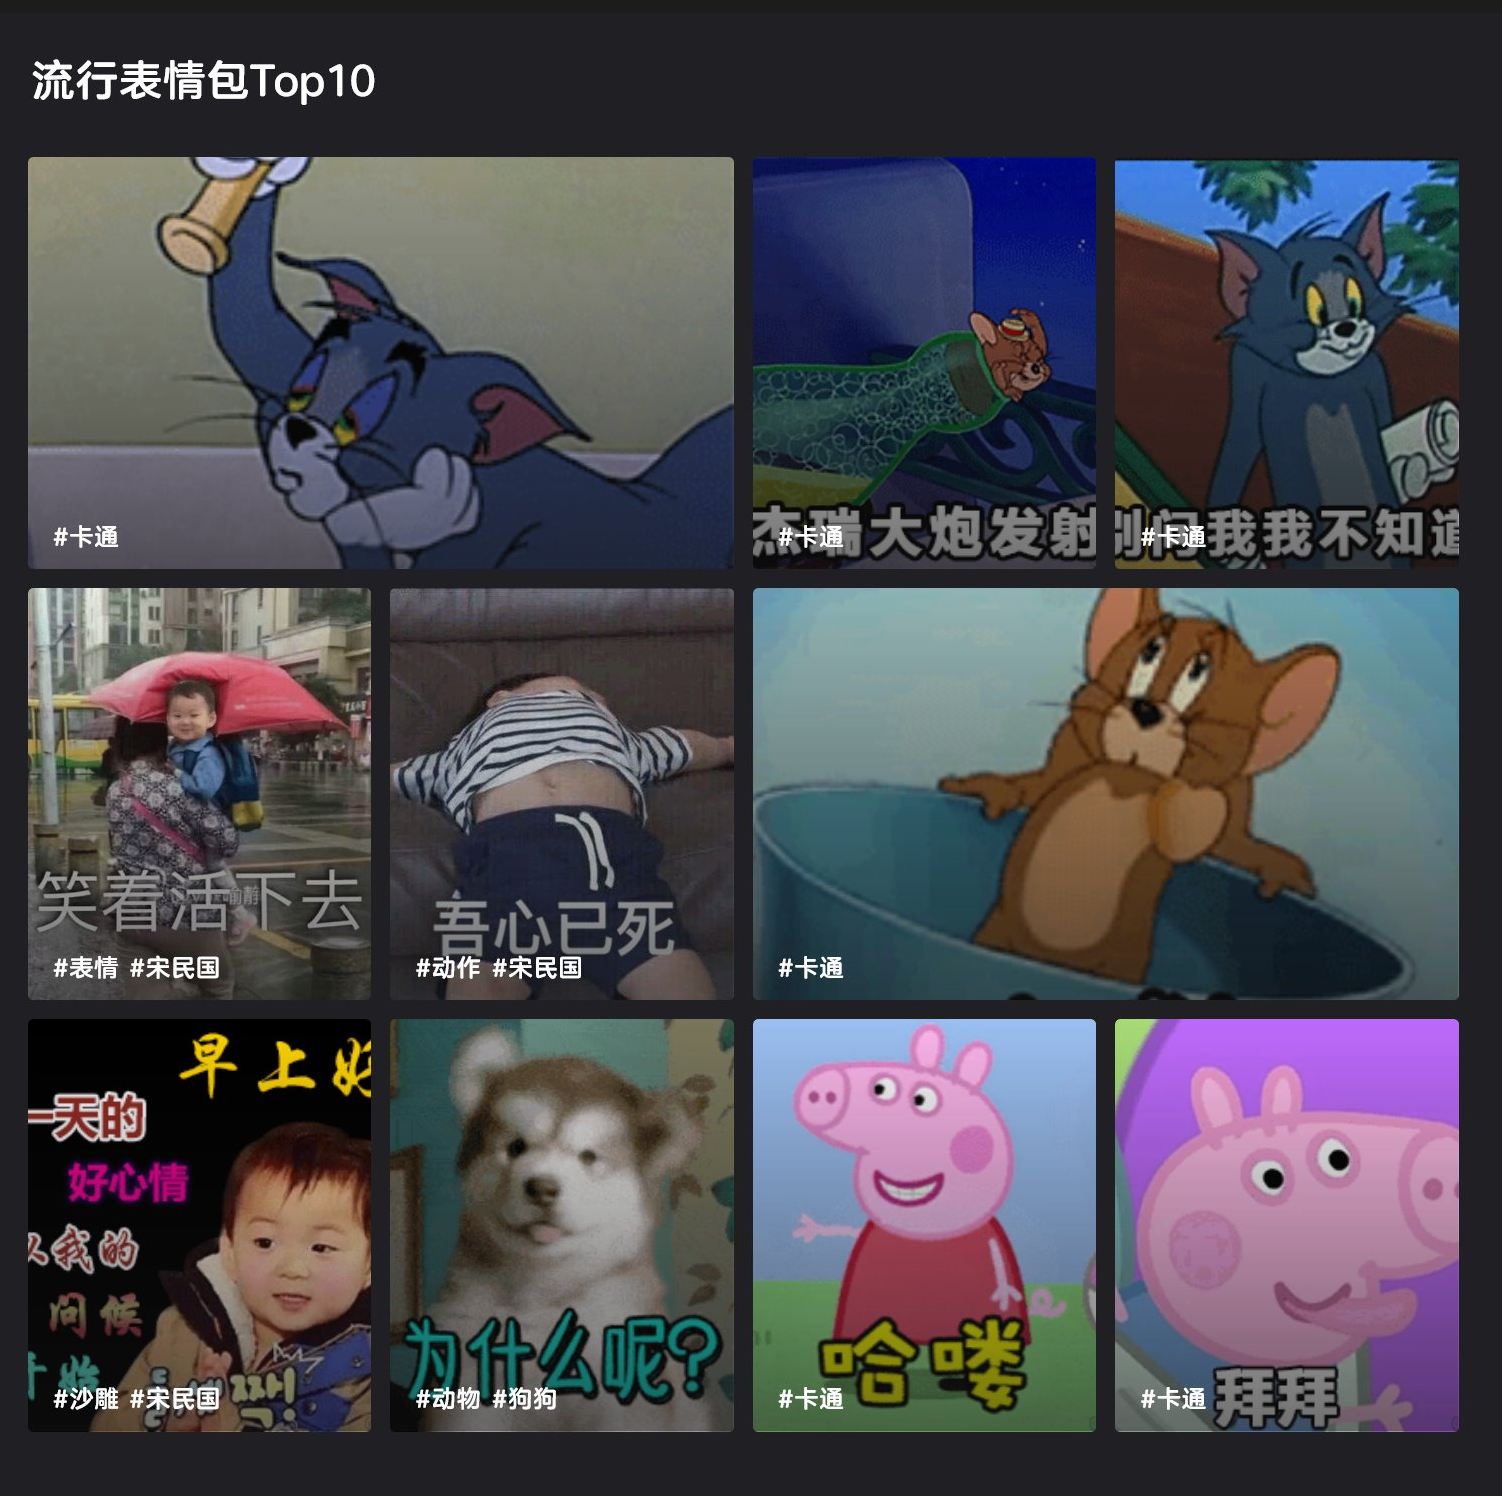 流行表情包Top10
#卡通
杰瑞大炮发射
#卡通
别问我我不知道
#卡通
笑着活下去
#表情 #宋民国
吾心已死
#动作 #宋民国
#卡通
早上好
一天的
好心情
从我的
问候
开始
#沙雕 #宋民国
为什么呢?
#动物 #狗狗
哈喽
#卡通
拜拜
#卡通